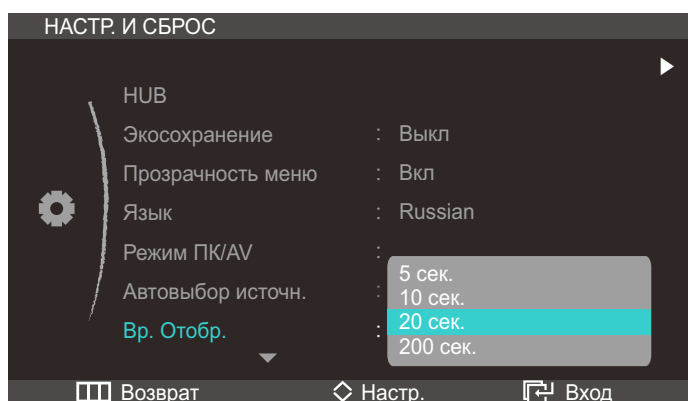 НАСТР. И СБРОС
HUB
Экосохранение : Выкл
Прозрачность меню : Вкл
Язык : Russian
Режим ПК/AV :
Автовыбор источн. :
Вр. Отобр. :
5 сек.
10 сек.
20 сек.
200 сек.
Возврат Настр. Вход